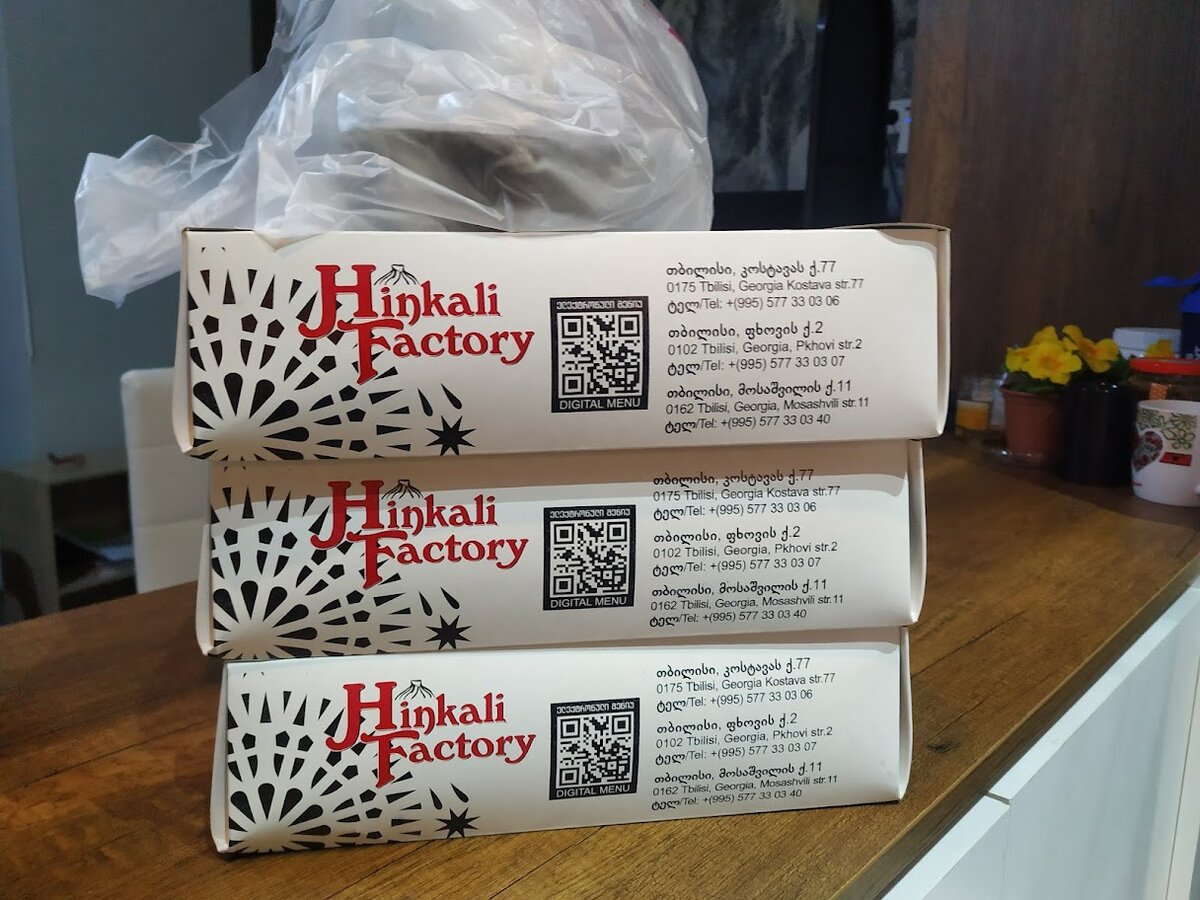 Hinkali
Factory
ელექტრონული მენიუ
DIGITAL MENU
თბილისი, კოსტავას ქ.77
0175 Tbilisi, Georgia Kostava str.77
ტელ/Tel: +(995) 577 33 03 06
თბილისი, ფხოვის ქ.2
0102 Tbilisi, Georgia, Pkhovi str.2
ტელ/Tel: +(995) 577 33 03 07
თბილისი, მოსაშვილის ქ.11
0162 Tbilisi, Georgia, Mosashvili str.11
ტელ/Tel: +(995) 577 33 03 40
Hinkali
Factory
ელექტრონული მენიუ
DIGITAL MENU
თბილისი, კოსტავას ქ.77
0175 Tbilisi, Georgia Kostava str.77
ტელ/Tel: +(995) 577 33 03 06
თბილისი, ფხოვის ქ.2
0102 Tbilisi, Georgia, Pkhovi str.2
ტელ/Tel: +(995) 577 33 03 07
თბილისი, მოსაშვილის ქ.11
0162 Tbilisi, Georgia, Mosashvili str.11
ტელ/Tel: +(995) 577 33 03 40
Hinkali
Factory
ელექტრონული მენიუ
DIGITAL MENU
თბილისი, კოსტავას ქ.77
0175 Tbilisi, Georgia Kostava str.77
ტელ/Tel: +(995) 577 33 03 06
თბილისი, ფხოვის ქ.2
0102 Tbilisi, Georgia, Pkhovi str.2
ტელ/Tel: +(995) 577 33 03 07
თბილისი, მოსაშვილის ქ.11
0162 Tbilisi, Georgia, Mosashvili str.11
ტელ/Tel: +(995) 577 33 03 40